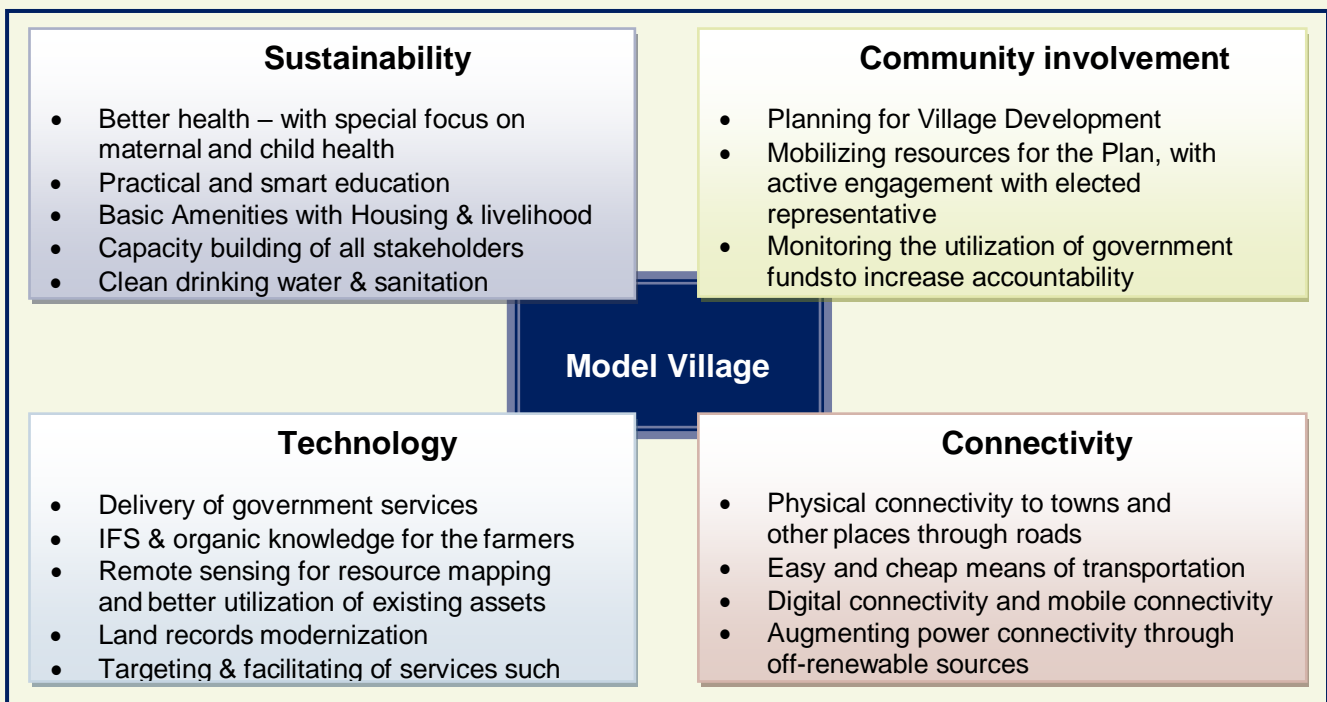 Sustainability
• Better health – with special focus on
maternal and child health
• Practical and smart education
• Basic Amenities with Housing & livelihood
• Capacity building of all stakeholders
• Clean drinking water & sanitation
Community involvement
• Planning for Village Development
• Mobilizing resources for the Plan, with
active engagement with elected
representative
• Monitoring the utilization of government
fundsto increase accountability
Model Village
Technology
• Delivery of government services
• IFS & organic knowledge for the farmers
• Remote sensing for resource mapping
and better utilization of existing assets
• Land records modernization
• Targeting & facilitating of services such
Connectivity
• Physical connectivity to towns and
other places through roads
• Easy and cheap means of transportation
• Digital connectivity and mobile connectivity
• Augmenting power connectivity through
off-renewable sources